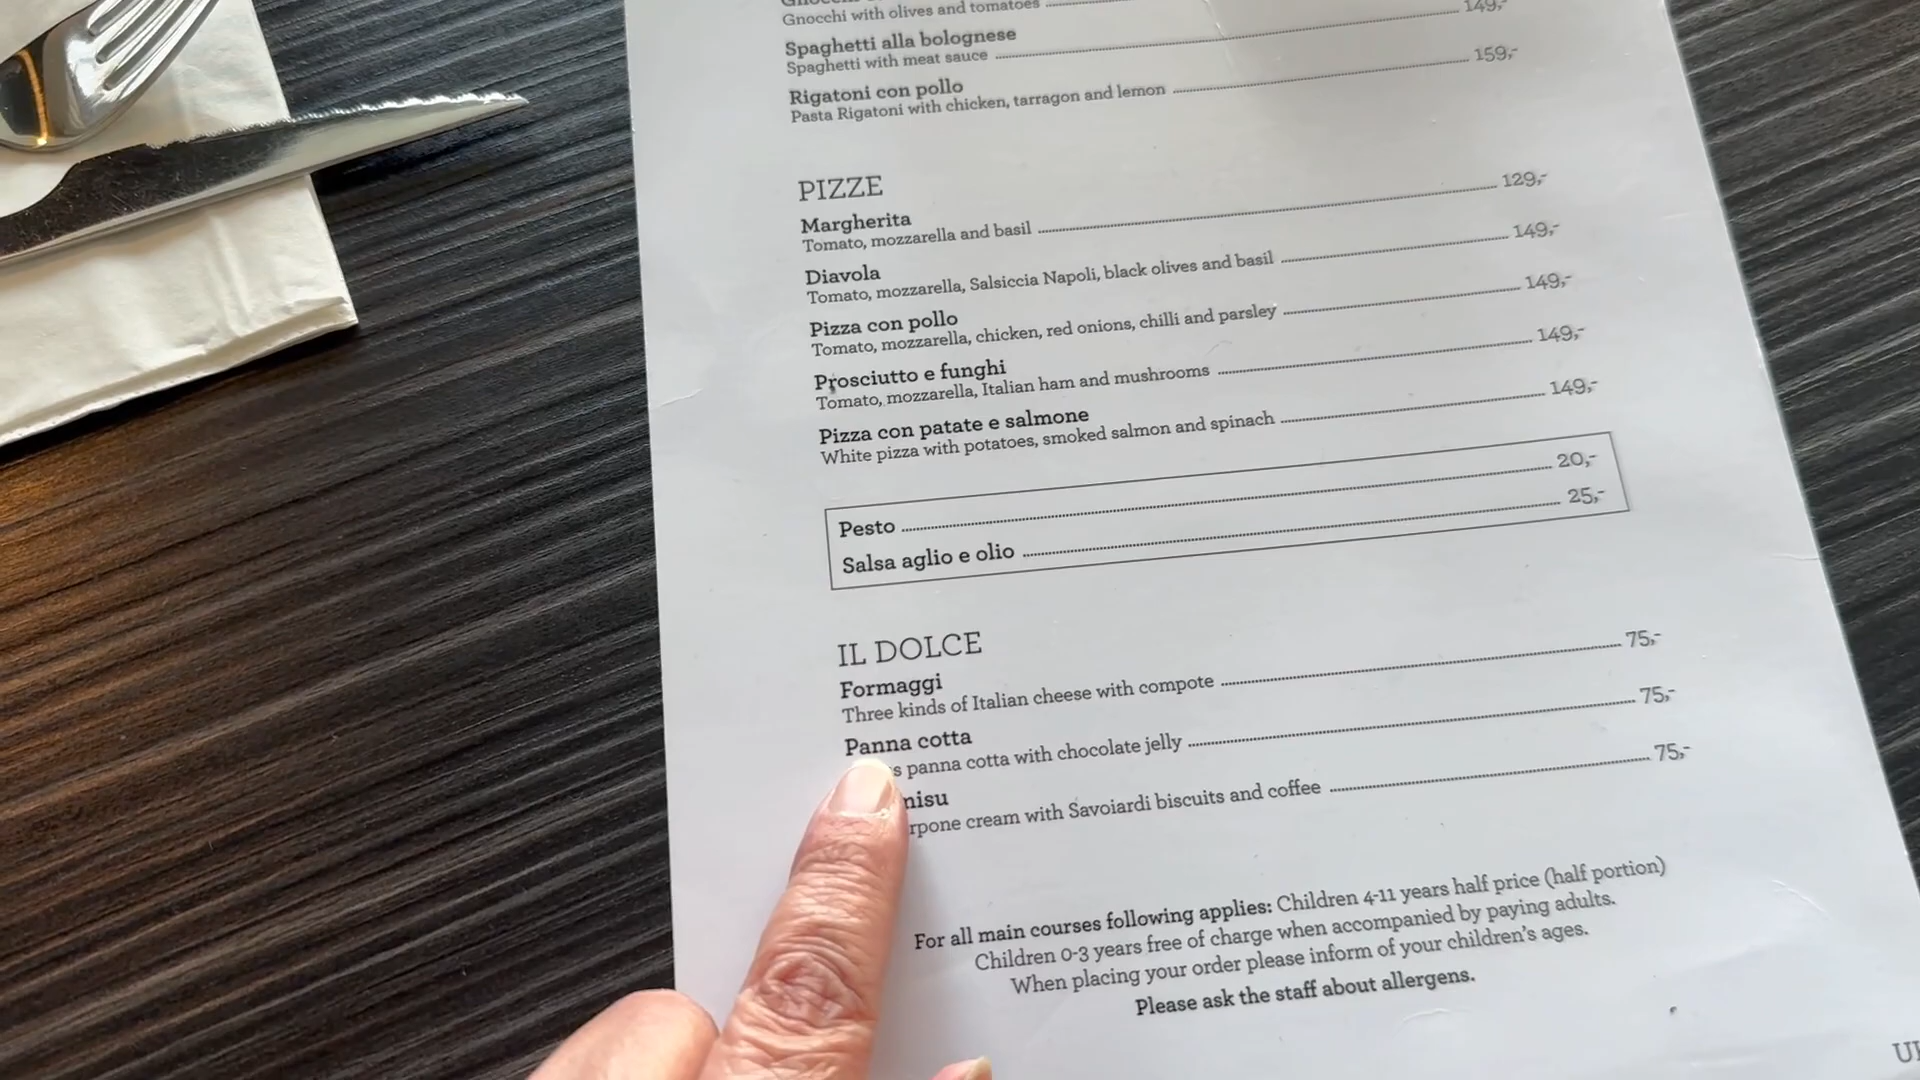 Gnocchi with olives and tomatoes
Spaghetti alla bolognese
Spaghetti with meat sauce 149,-
Rigatoni con pollo
Pasta Rigatoni with chicken, tarragon and lemon 159,-
PIZZE
Margherita
Tomato, mozzarella and basil 129,-
Diavola
Tomato, mozzarella, Salsiccia Napoli, black olives and basil 149,-
Pizza con pollo
Tomato, mozzarella, chicken, red onions, chilli and parsley 149,-
Prosciutto e funghi
Tomato, mozzarella, Italian ham and mushrooms 149,-
Pizza con patate e salmone
White pizza with potatoes, smoked salmon and spinach 149,-
Pesto 20,-
Salsa aglio e olio 25,-
IL DOLCE
Formaggi
Three kinds of Italian cheese with compote 75,-
Panna cotta
panna cotta with chocolate jelly 75,-
cream with Savoiardi biscuits and coffee 75,-
For all main courses following applies: Children 4-11 years half price (half portion)
Children 0-3 years free of charge when accompanied by paying adults.
When placing your order please inform of your children's ages.
Please ask the staff about allergens.